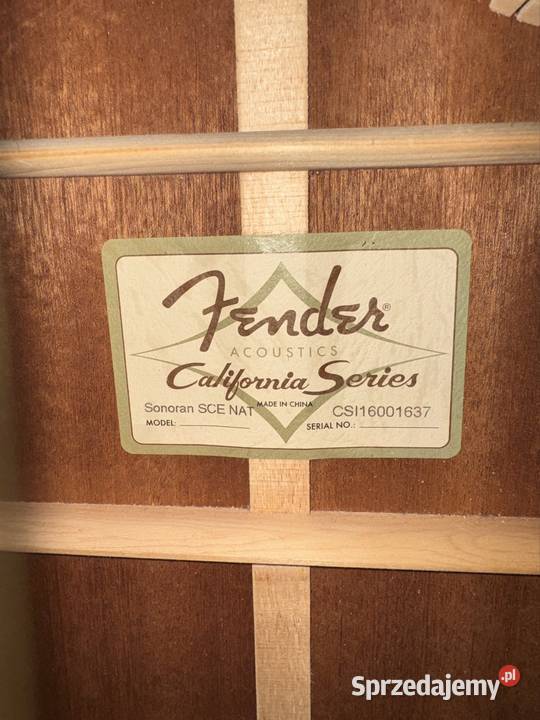 Fender®
ACOUSTICS
California Series
Sonoran SCE NAT MADE IN CHINA CSI16001637
MODEL: SERIAL NO.:
Sprzedajemy.pl